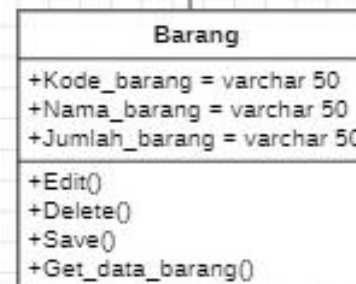 Barang
+Kode_barang = varchar 50
+Nama_barang = varchar 50
+Jumlah_barang = varchar 50
+Edit()
+Delete()
+Save()
+Get_data_barang()